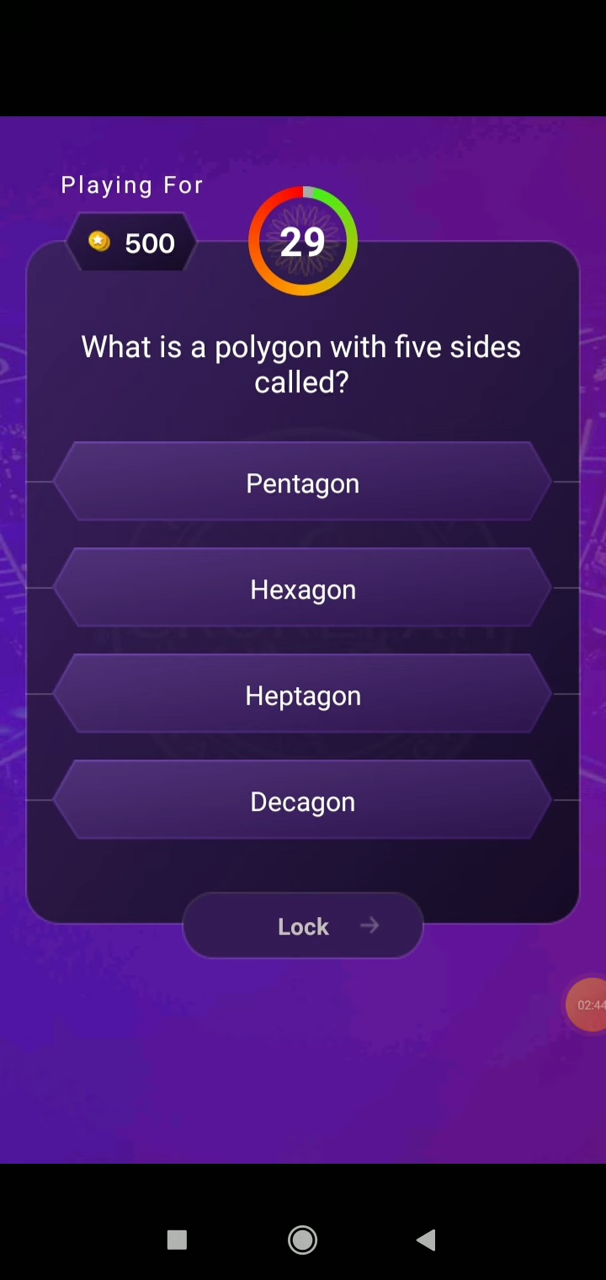 Playing For
500
29
What is a polygon with five sides
called?
Pentagon
Hexagon
Heptagon
Decagon
Lock
02:44